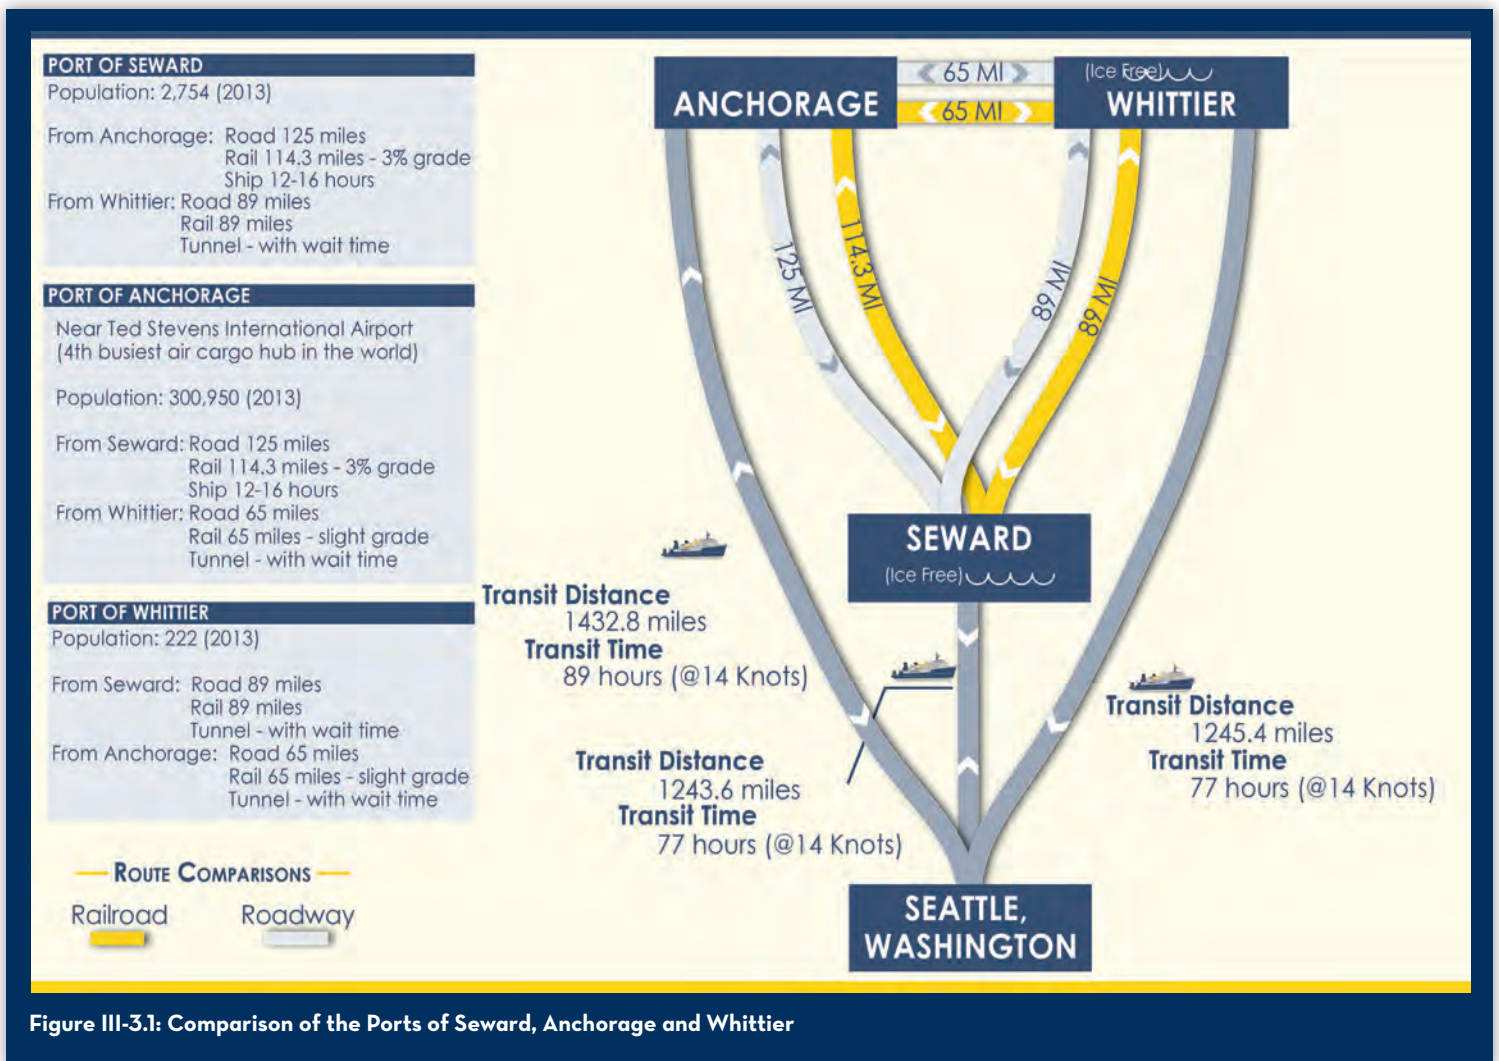 PORT OF SEWARD
Population: 2,754 (2013)
From Anchorage: Road 125 miles
Rail 114.3 miles - 3% grade
Ship 12-16 hours
From Whittier: Road 89 miles
Rail 89 miles
Tunnel - with wait time
PORT OF ANCHORAGE
Near Ted Stevens International Airport
(4th busiest air cargo hub in the world)
Population: 300,950 (2013)
From Seward: Road 125 miles
Rail 114.3 miles - 3% grade
Ship 12-16 hours
From Whittier: Road 65 miles
Rail 65 miles - slight grade
Tunnel - with wait time
PORT OF WHITTIER
Population: 222 (2013)
From Seward: Road 89 miles
Rail 89 miles
Tunnel - with wait time
From Anchorage: Road 65 miles
Rail 65 miles - slight grade
Tunnel - with wait time
ROUTE COMPARISONS
Railroad Roadway
ANCHORAGE
65 MI
65 MI
(Ice Free)
WHITTIER
125 MI
114.3 MI
89 MI
89 MI
SEWARD
(Ice Free)
Transit Distance
1432.8 miles
Transit Time
89 hours (@14 Knots)
Transit Distance
1243.6 miles
Transit Time
77 hours (@14 Knots)
Transit Distance
1245.4 miles
Transit Time
77 hours (@14 Knots)
SEATTLE,
WASHINGTON
Figure III-3.1: Comparison of the Ports of Seward, Anchorage and Whittier